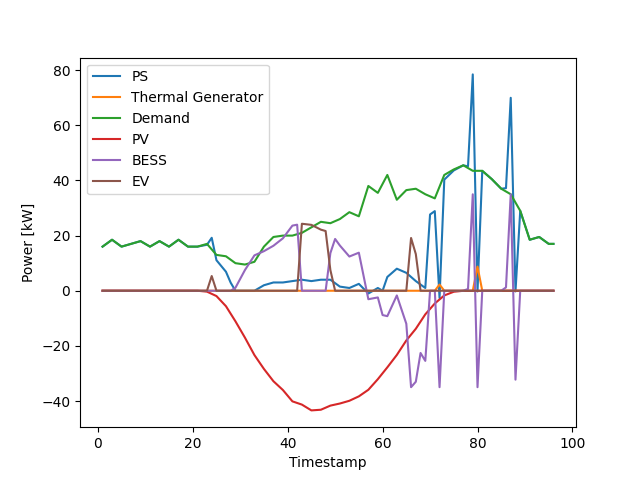 PS
Thermal Generator
Demand
PV
BESS
EV
Power [kW]
80
60
40
20
0
−20
−40
0 20 40 60 80 100
Timestamp